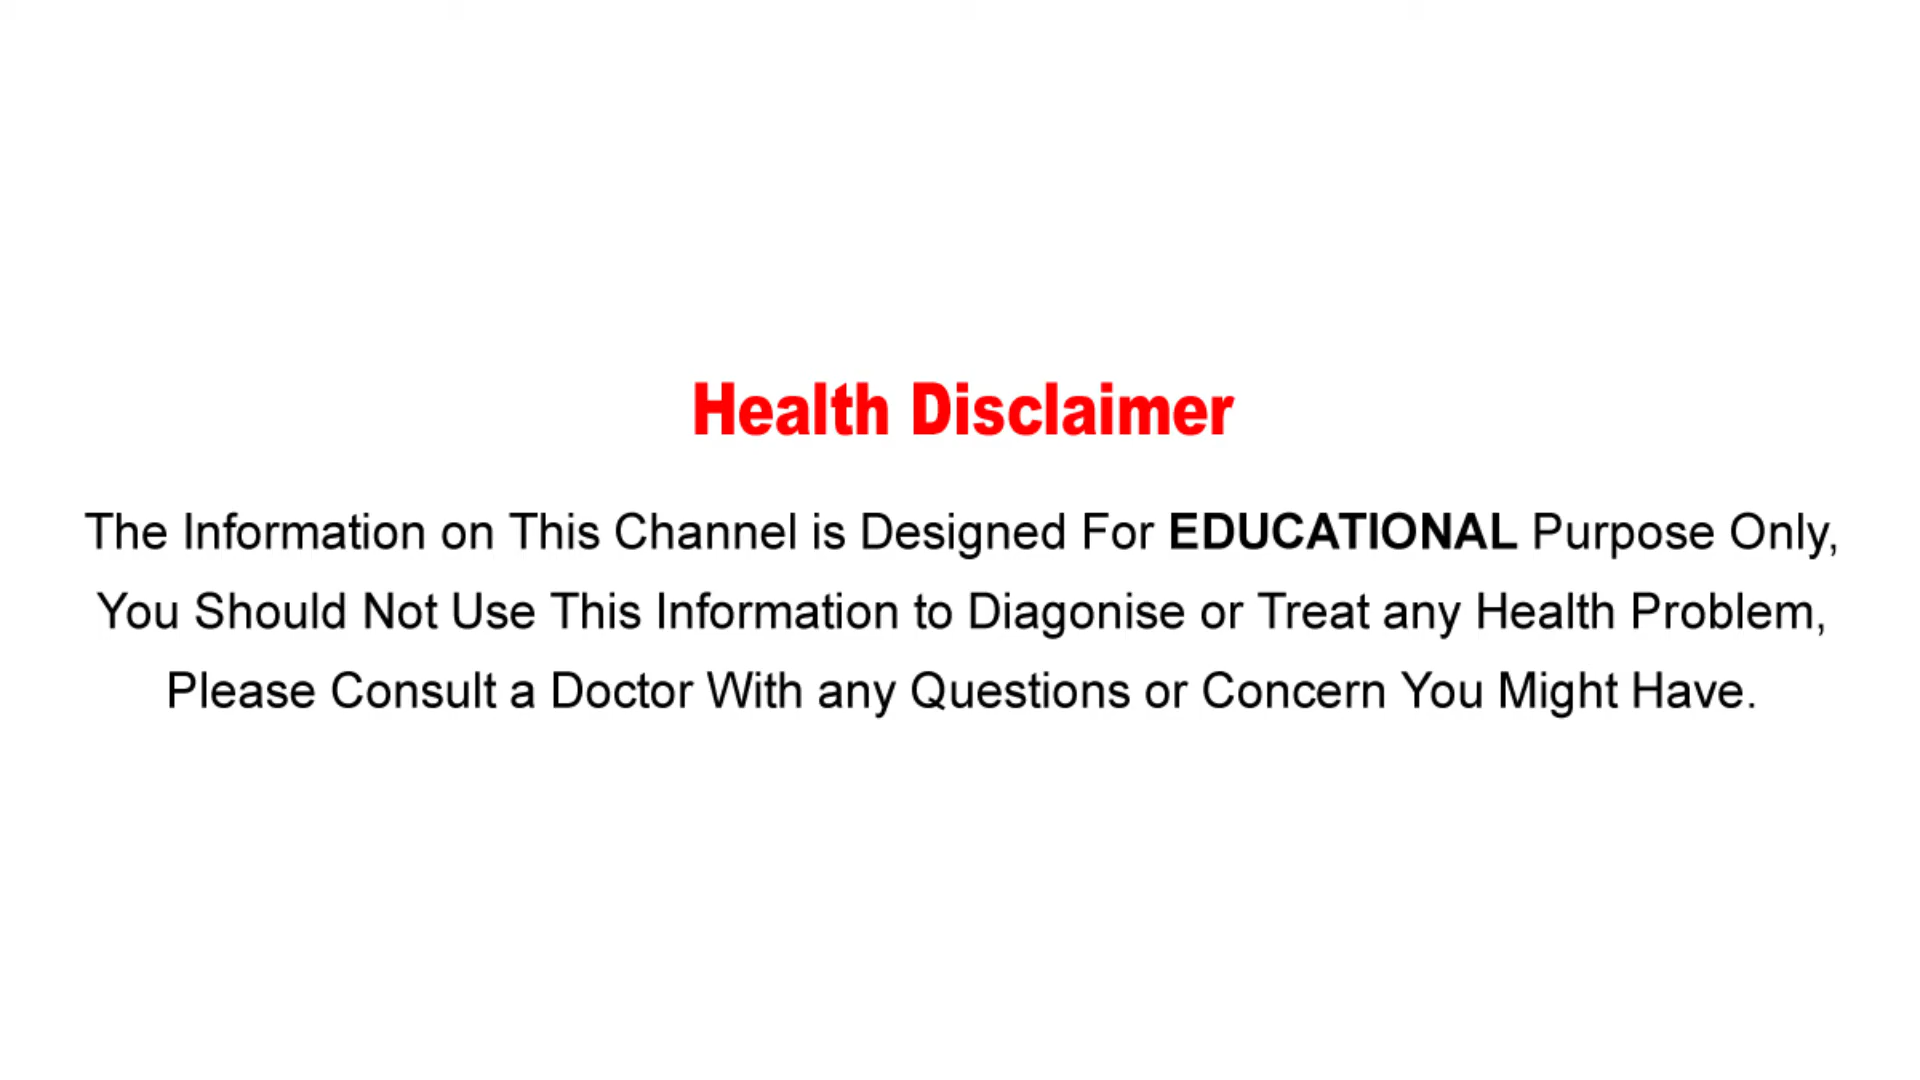 Health Disclaimer
The Information on This Channel is Designed For EDUCATIONAL Purpose Only,
You Should Not Use This Information to Diagonise or Treat any Health Problem,
Please Consult a Doctor With any Questions or Concern You Might Have.